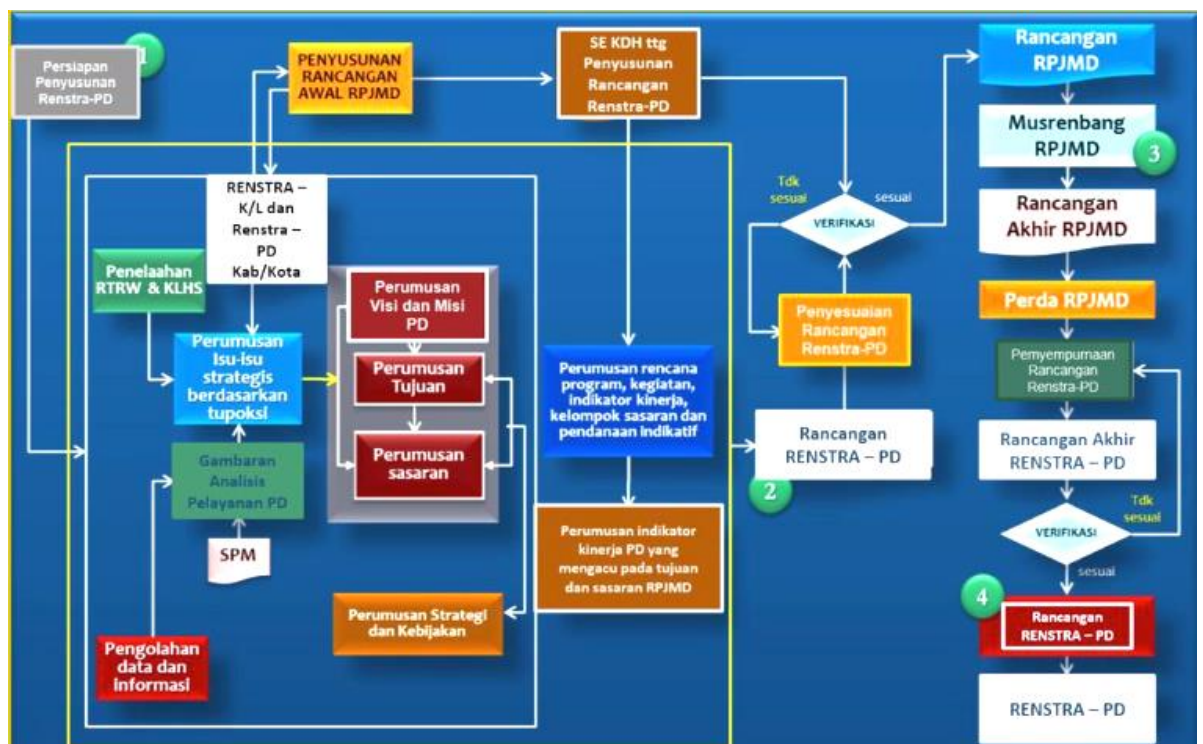 1
Persiapan
Penyusunan
Renstra-PD
PENYUSUNAN
RANCANGAN
AWAL RPJMD
SE KDH ttg
Penyusunan
Rancangan
Renstra-PD
Rancangan
RPJMD
Musrenbang
RPJMD
3
Rancangan
Akhir RPJMD
Perda RPJMD
RENSTRA –
K/L dan
Renstra –
PD
Kab/Kota
Penelaahan
RTRW & KLHS
Perumusan
Isu-isu
strategis
berdasarkan
tupoksi
Gambaran
Analisis
Pelayanan PD
SPM
Pengolahan
data dan
informasi
Perumusan
Visi dan Misi
PD
Perumusan
Tujuan
Perumusan
sasaran
Perumusan Strategi
dan Kebijakan
Perumusan rencana
program, kegiatan,
indikator kinerja,
kelompok sasaran dan
pendanaan indikatif
Perumusan indikator
kinerja PD yang
mengacu pada tujuan
dan sasaran RPJMD
Tdk
sesuai
sesuai
VERIFIKASI
Penyesuaian
Rancangan
Renstra-PD
Rancangan
RENSTRA – PD
2
Pemyempurnaan
Rancangan
Renstra-PD
Rancangan Akhir
RENSTRA – PD
Tdk
sesuai
VERIFIKASI
sesuai
4
Rancangan
RENSTRA – PD
RENSTRA – PD